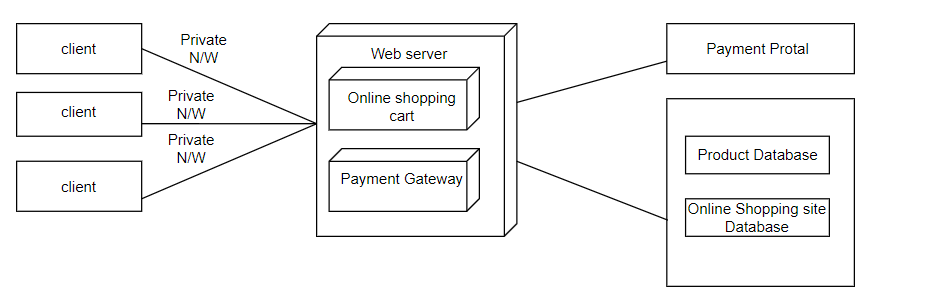 client
Private
N/W
client
Private
N/W
client
Private
N/W
Web server
Online shopping
cart
Payment Gateway
Payment Protal
Product Database
Online Shopping site
Database